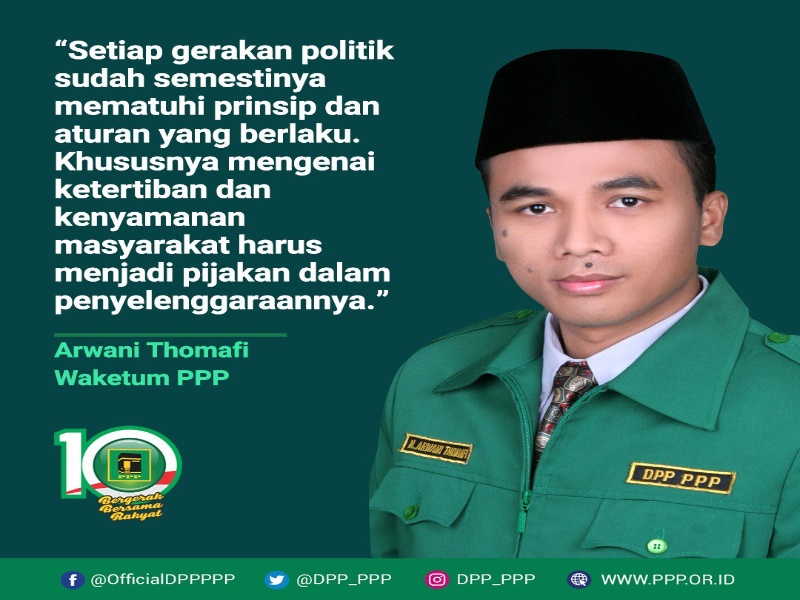 “Setiap gerakan politik
sudah semestinya
mematuhi prinsip dan
aturan yang berlaku.
Khususnya mengenai
ketertiban dan
kenyamanan
masyarakat harus
menjadi pijakan dalam
penyelenggaraannya.”
Arwani Thomafi
Waketum PPP
M. ARWANI THOMAFI
DPP PPP
10
PPP
Bergerak
Bersama
Rakyat
@OfficialDPPPPP
@DPP_PPP
DPP_PPP
WWW.PPP.OR.ID